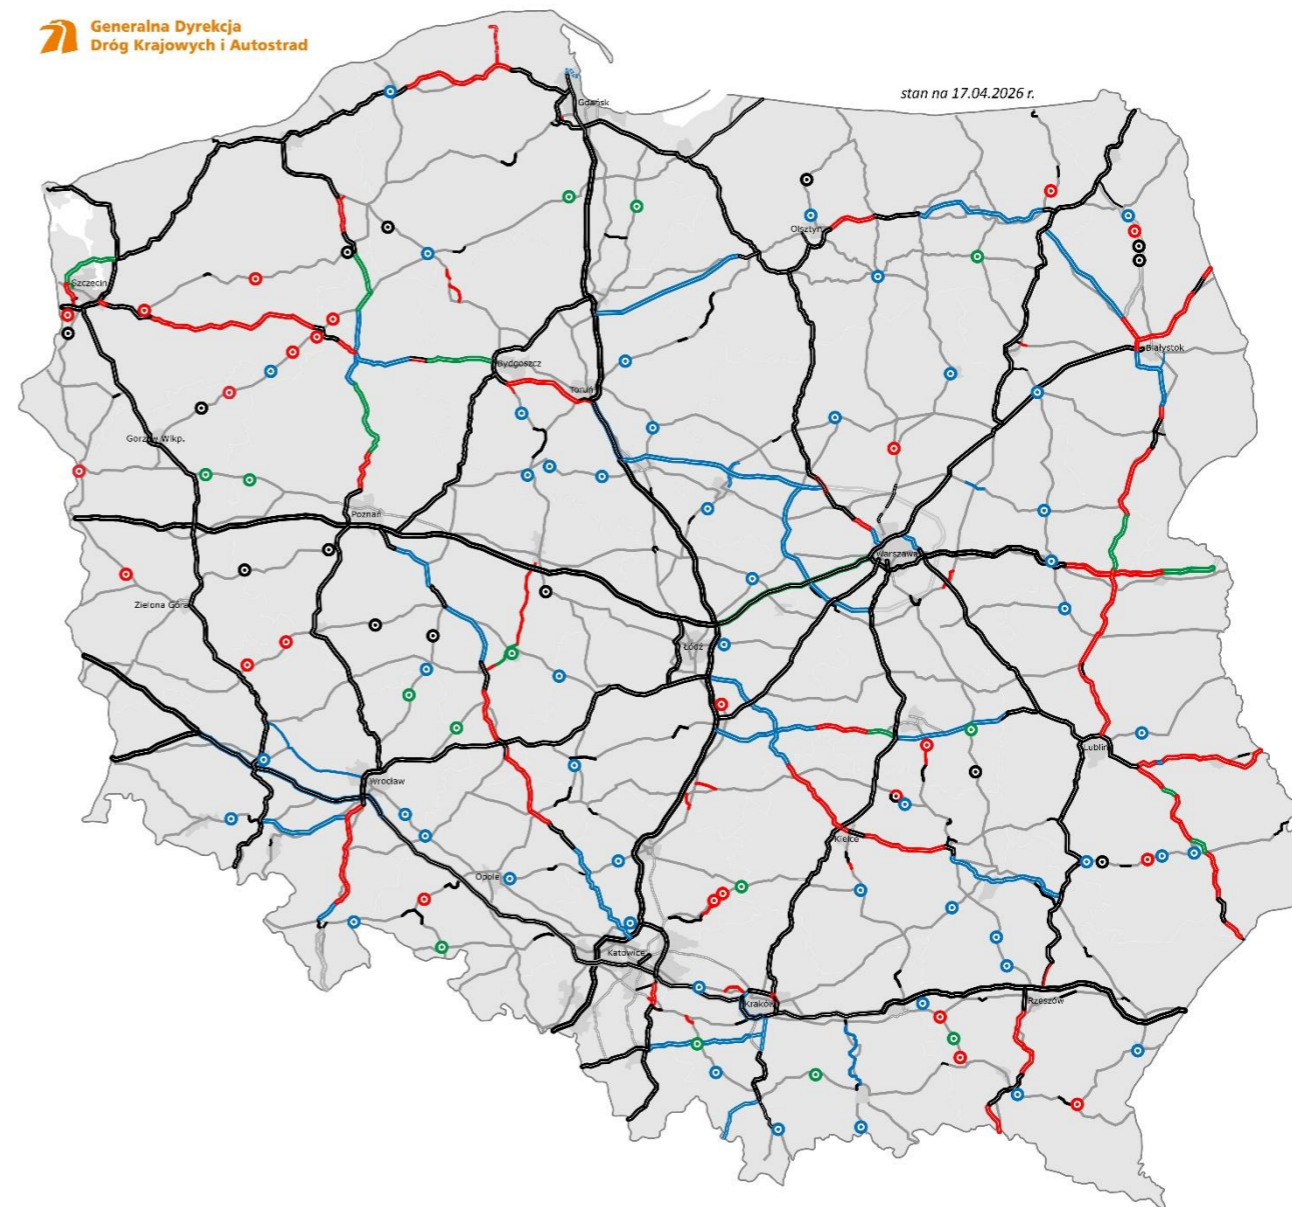 Generalna Dyrekcja
Dróg Krajowych i Autostrad
stan na 17.04.2026 r.
Gdańsk
Olsztyn
Szczecin
Białystok
Bydgoszcz
Toruń
Gorzów Wlkp.
Poznań
Warszawa
Zielona Góra
Łódź
Lublin
Wrocław
Kielce
Opole
Katowice
Kraków
Rzeszów